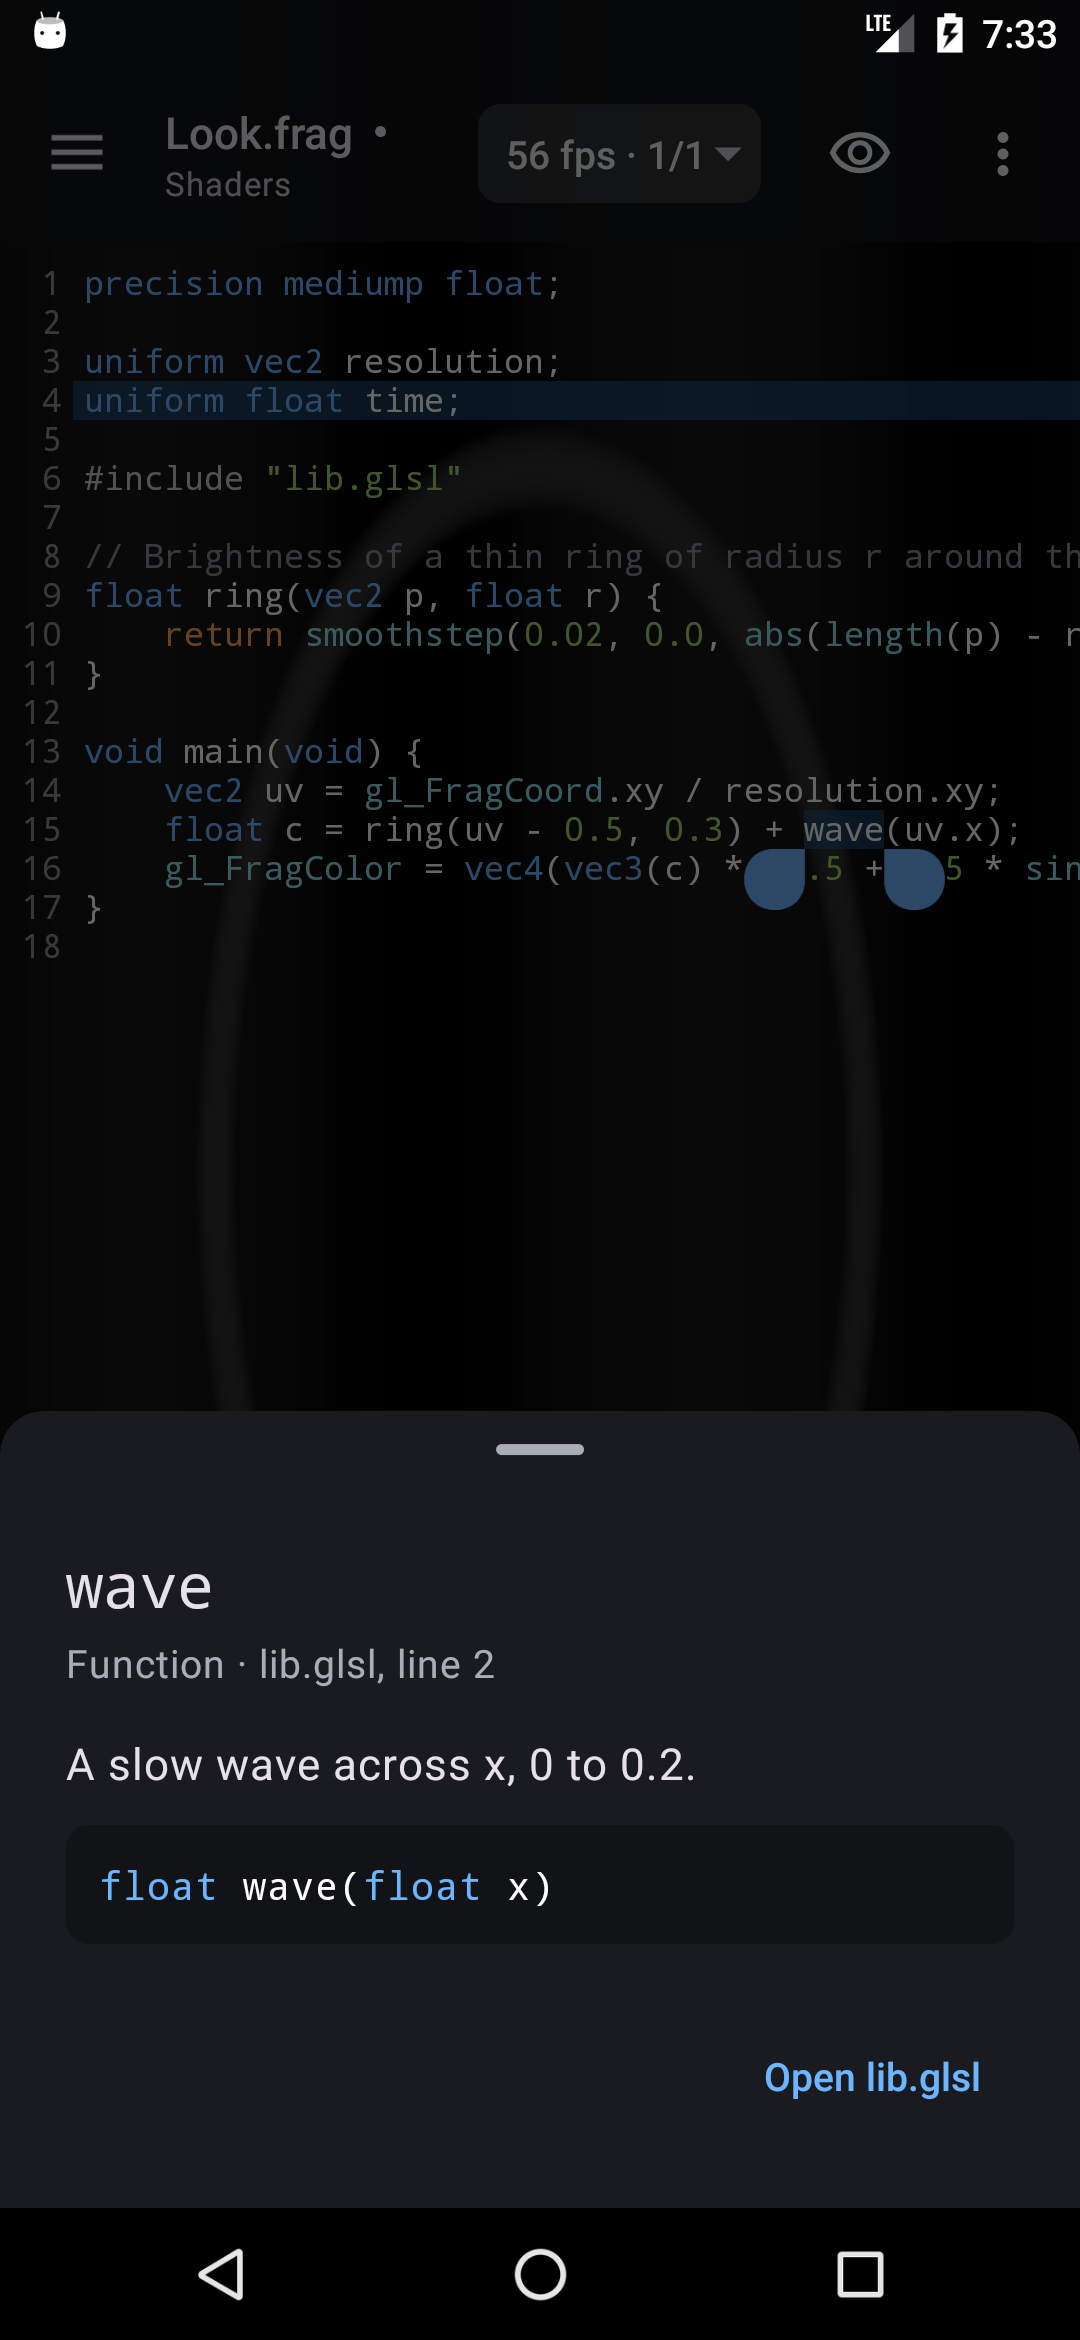 LTE 7:33
Look.frag •
Shaders
56 fps · 1/1
1 precision mediump float;
2
3 uniform vec2 resolution;
4 uniform float time;
5
6 #include "lib.glsl"
7
8 // Brightness of a thin ring of radius r around th
9 float ring(vec2 p, float r) {
10     return smoothstep(0.02, 0.0, abs(length(p) - r
11 }
12
13 void main(void) {
14     vec2 uv = gl_FragCoord.xy / resolution.xy;
15     float c = ring(uv - 0.5, 0.3) + wave(uv.x);
16     gl_FragColor = vec4(vec3(c) * .5 + 5 * sin
17 }
18
wave
Function · lib.glsl, line 2
A slow wave across x, 0 to 0.2.
float wave(float x)
Open lib.glsl